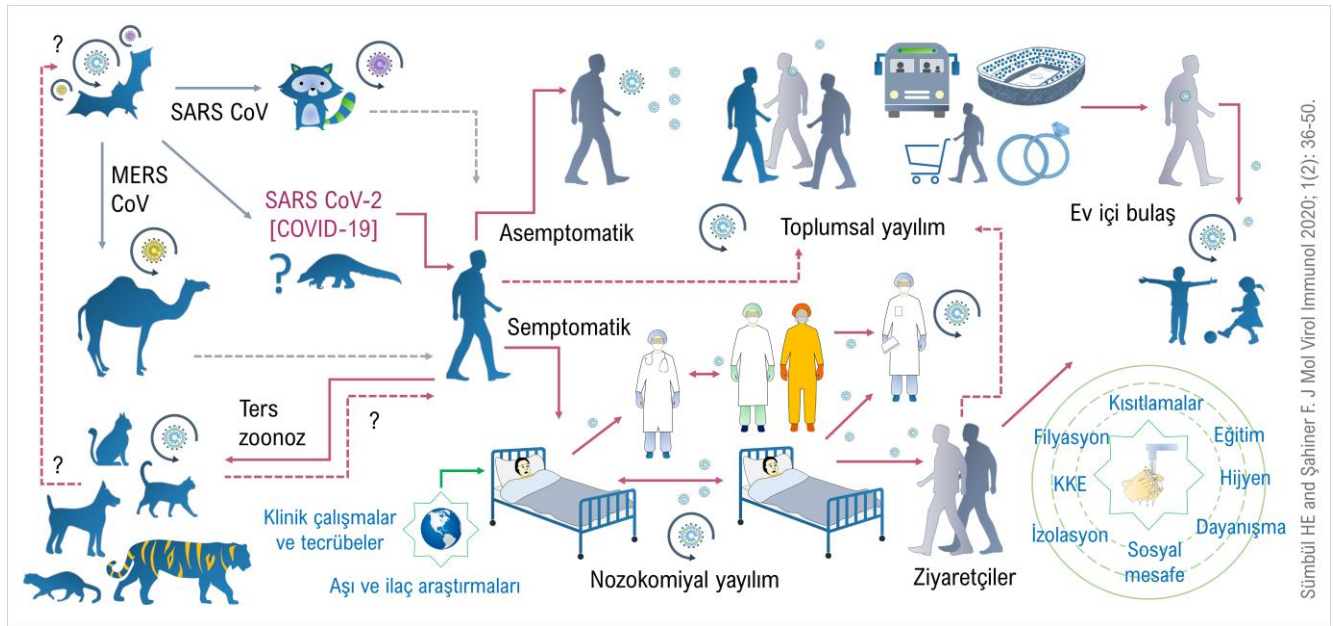 ?
SARS CoV
MERS
CoV
SARS CoV-2
[COVID-19]
?
Asemptomatik
Toplumsal yayılım
Ev içi bulaş
Semptomatik
Ters
zoonoz
?
?
Klinik çalışmalar
ve tecrübeler
Aşı ve ilaç araştırmaları
Nozokomiyal yayılım
Ziyaretçiler
Kısıtlamalar
Filyasyon
Eğitim
KKE
Hijyen
İzolasyon
Dayanışma
Sosyal
mesafe
Sümbül HE and Şahiner F. J Mol Virol Immunol 2020; 1(2): 36-50.